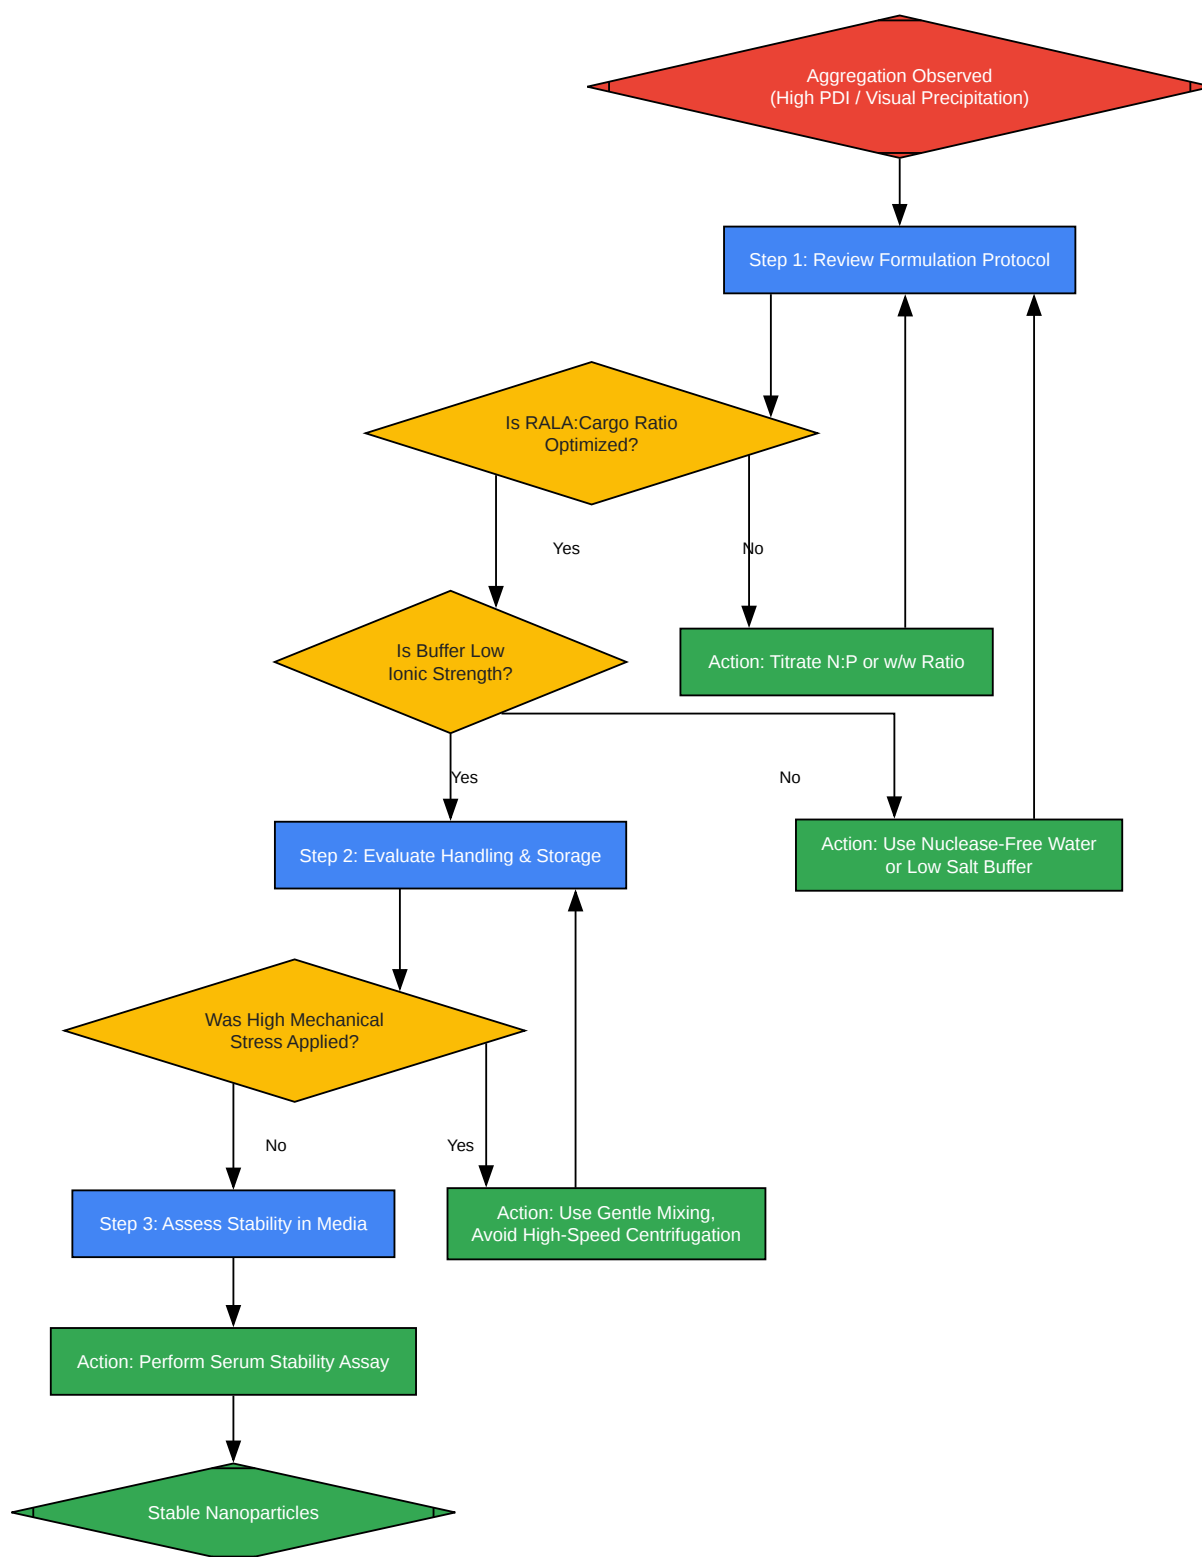 Aggregation Observed
(High PDI / Visual Precipitation)
Step 1: Review Formulation Protocol
Is RALA:Cargo Ratio
Optimized?
Yes
No
Is Buffer Low
Ionic Strength?
Action: Titrate N:P or w/w Ratio
Yes
No
Step 2: Evaluate Handling & Storage
Action: Use Nuclease-Free Water
or Low Salt Buffer
Was High Mechanical
Stress Applied?
No
Yes
Step 3: Assess Stability in Media
Action: Use Gentle Mixing,
Avoid High-Speed Centrifugation
Action: Perform Serum Stability Assay
Stable Nanoparticles